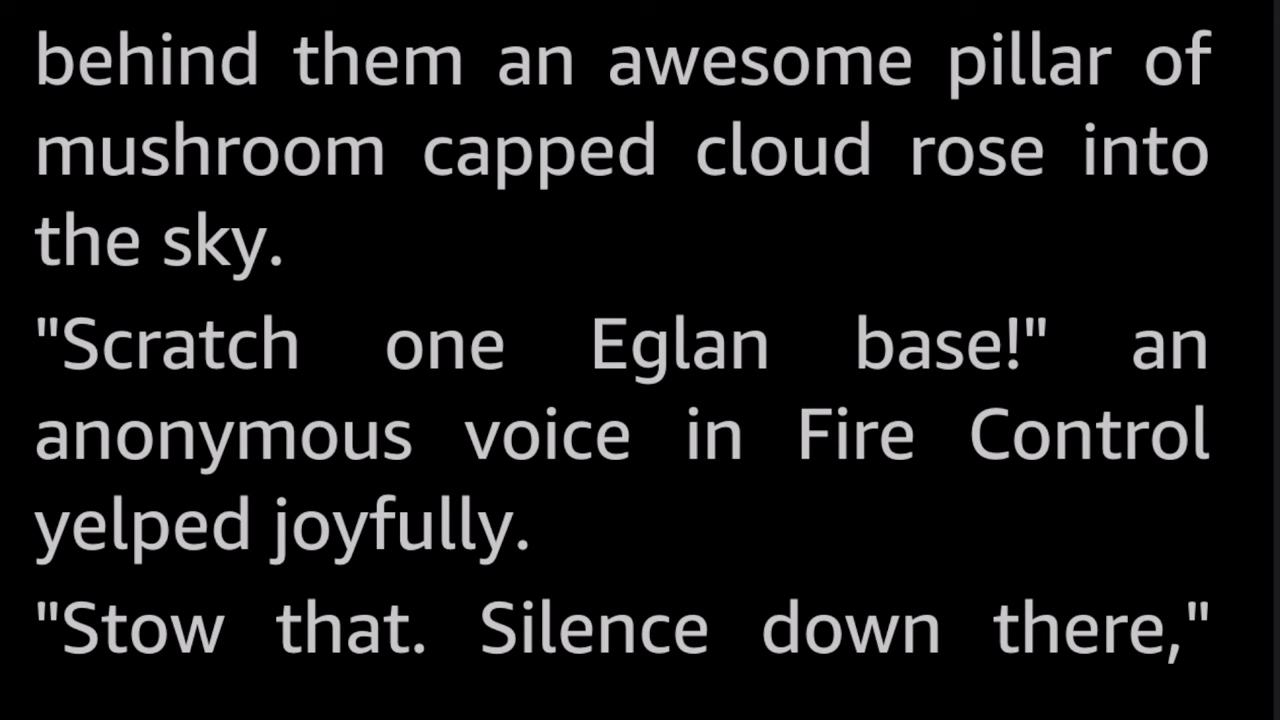 behind them an awesome pillar of
mushroom capped cloud rose into
the sky.
"Scratch one Eglan base!" an
anonymous voice in Fire Control
yelped joyfully.
"Stow that. Silence down there,"